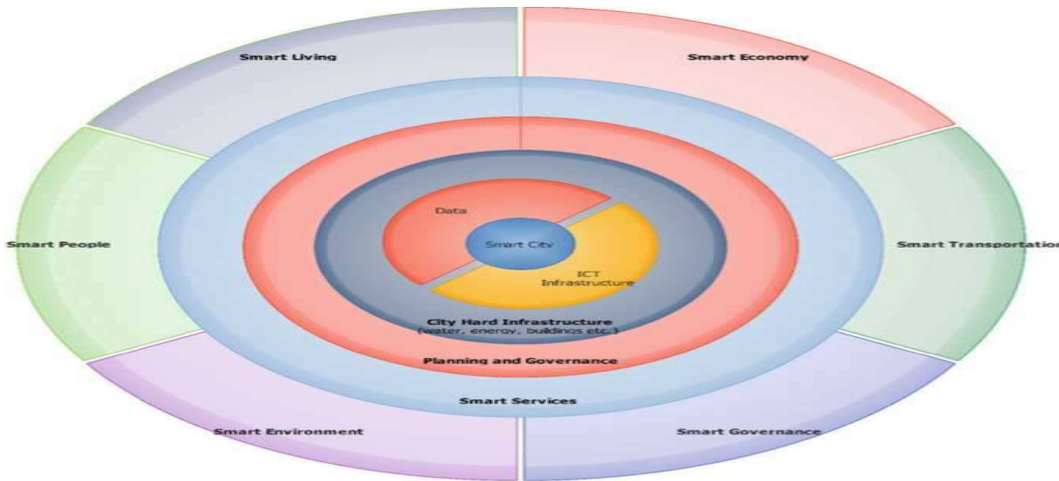 Smart Living
Smart Economy
Data
Smart People
Smart City
Smart Transportation
ICT
Infrastructure
City Hard Infrastructure
(water, energy, buildings etc.)
Planning and Governance
Smart Services
Smart Environment
Smart Governance